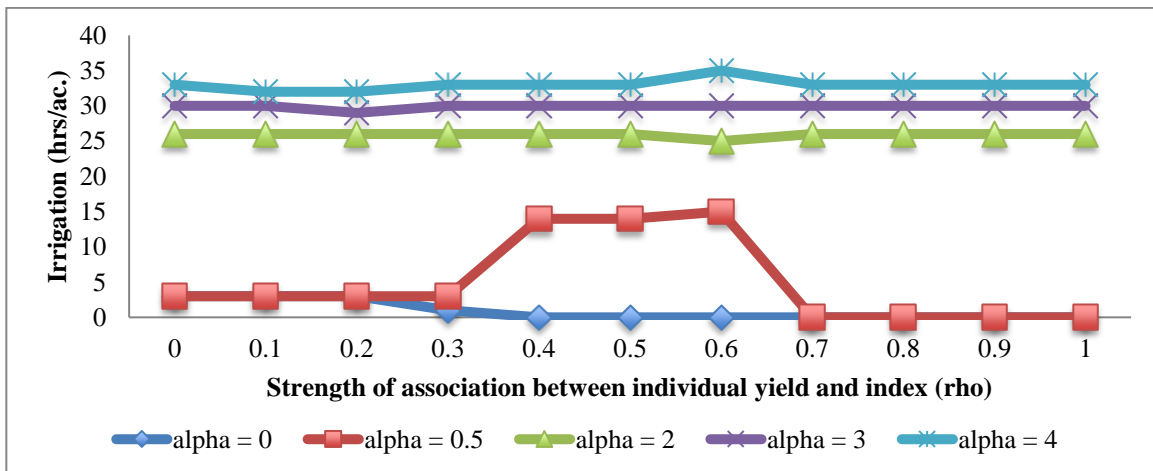 40
35
30
25
20
15
10
5
0
Irrigation (hrs/ac.)
0 0.1 0.2 0.3 0.4 0.5 0.6 0.7 0.8 0.9 1
Strength of association between individual yield and index (rho)
alpha = 0 alpha = 0.5 alpha = 2 alpha = 3 alpha = 4